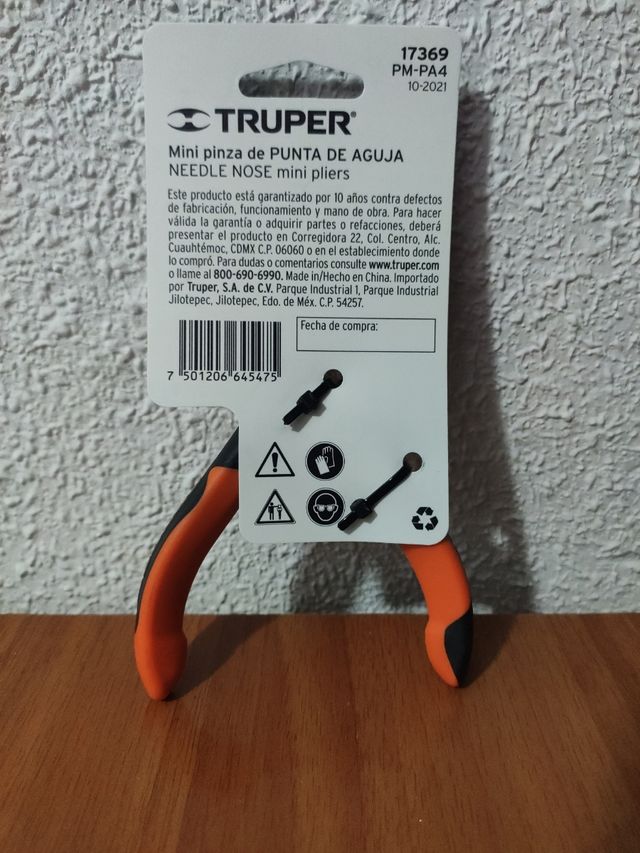 17369
PM-PA4
10-2021
TRUPER®
Mini pinza de PUNTA DE AGUJA
NEEDLE NOSE mini pliers
Este producto está garantizado por 10 años contra defectos
de fabricación, funcionamiento y mano de obra. Para hacer
válida la garantía o adquirir partes o refacciones, deberá
presentar el producto en Corregidora 22, Col. Centro, Alc.
Cuauhtémoc, CDMX C.P. 06060 o en el establecimiento donde
lo compró. Para dudas o comentarios consulte www.truper.com
o llame al 800-690-6990. Made in/Hecho en China. Importado
por Truper, S.A. de C.V. Parque Industrial 1, Parque Industrial
Jilotepec, Jilotepec, Edo. de Méx. C.P. 54257.
Fecha de compra:
7 501206 645475